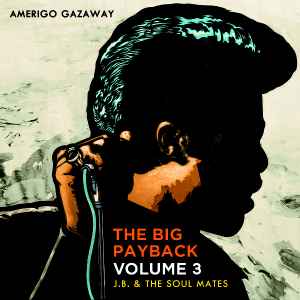 AMERIGO GAZAWAY
THE BIG
PAYBACK
VOLUME 3
J.B. & THE SOUL MATES